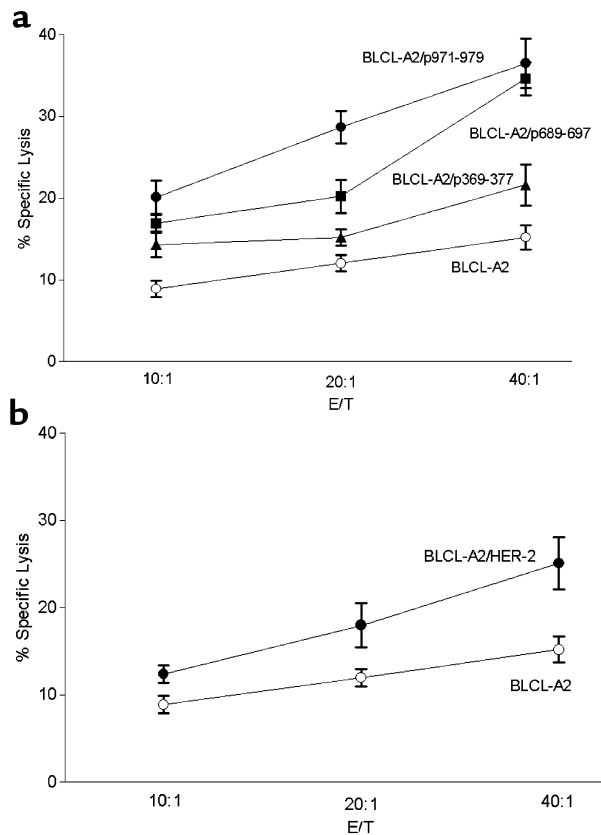 a
40
30
20
10
0
% Specific Lysis
BLCL-A2/p971-979
BLCL-A2/p689-697
BLCL-A2/p369-377
BLCL-A2
10:1
20:1
40:1
E/T
b
40
30
20
10
0
% Specific Lysis
BLCL-A2/HER-2
BLCL-A2
10:1
20:1
40:1
E/T